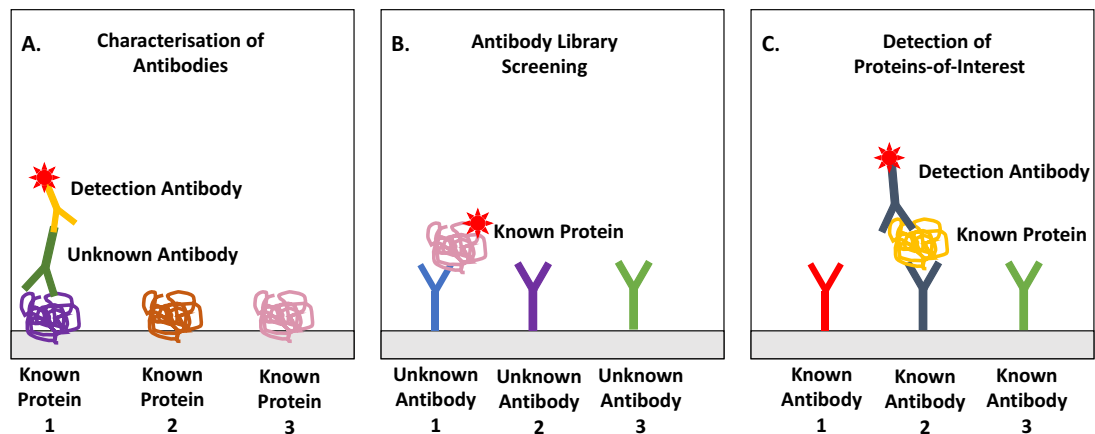 A.
Characterisation of
Antibodies
Detection Antibody
Unknown Antibody
Known
Protein
1
Known
Protein
2
Known
Protein
3
B.
Antibody Library
Screening
Known Protein
Unknown
Antibody
1
Unknown
Antibody
2
Unknown
Antibody
3
C.
Detection of
Proteins-of-Interest
Detection Antibody
Known Protein
Known
Antibody
1
Known
Antibody
2
Known
Antibody
3